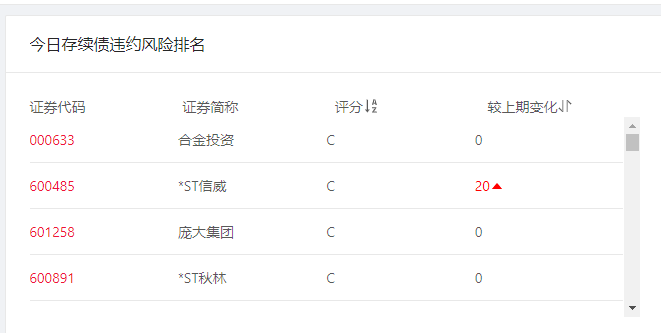 今日存续债违约风险排名
证券代码 证券简称 评分 较上期变化
000633 合金投资 C 0
600485 *ST信威 C 20
601258 庞大集团 C 0
600891 *ST秋林 C 0